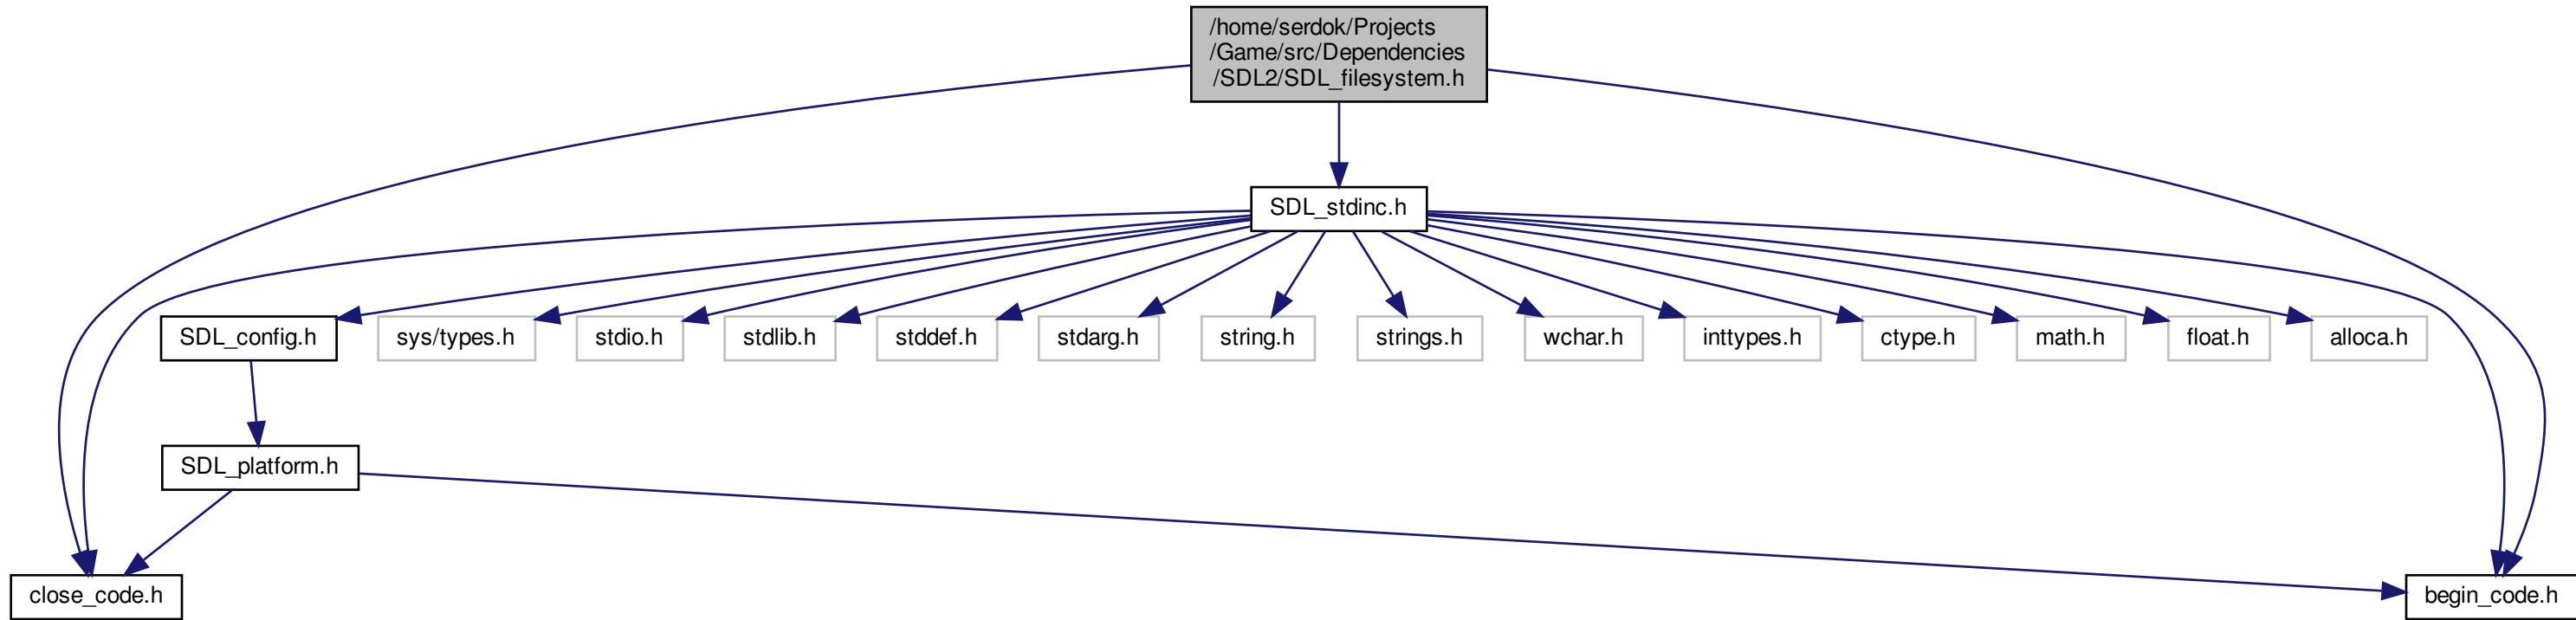 /home/serdok/Projects
/Game/src/Dependencies
/SDL2/SDL_filesystem.h
SDL_stdinc.h
SDL_config.h
sys/types.h
stdio.h
stdlib.h
stddef.h
stdarg.h
string.h
strings.h
wchar.h
inttypes.h
ctype.h
math.h
float.h
alloca.h
SDL_platform.h
close_code.h
begin_code.h